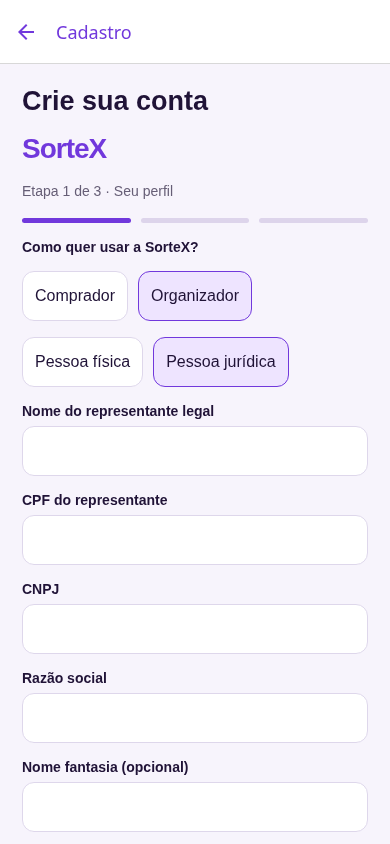 Cadastro
Crie sua conta
SorteX
Etapa 1 de 3 · Seu perfil
Como quer usar a SorteX?
Comprador Organizador
Pessoa física Pessoa jurídica
Nome do representante legal
CPF do representante
CNPJ
Razão social
Nome fantasia (opcional)